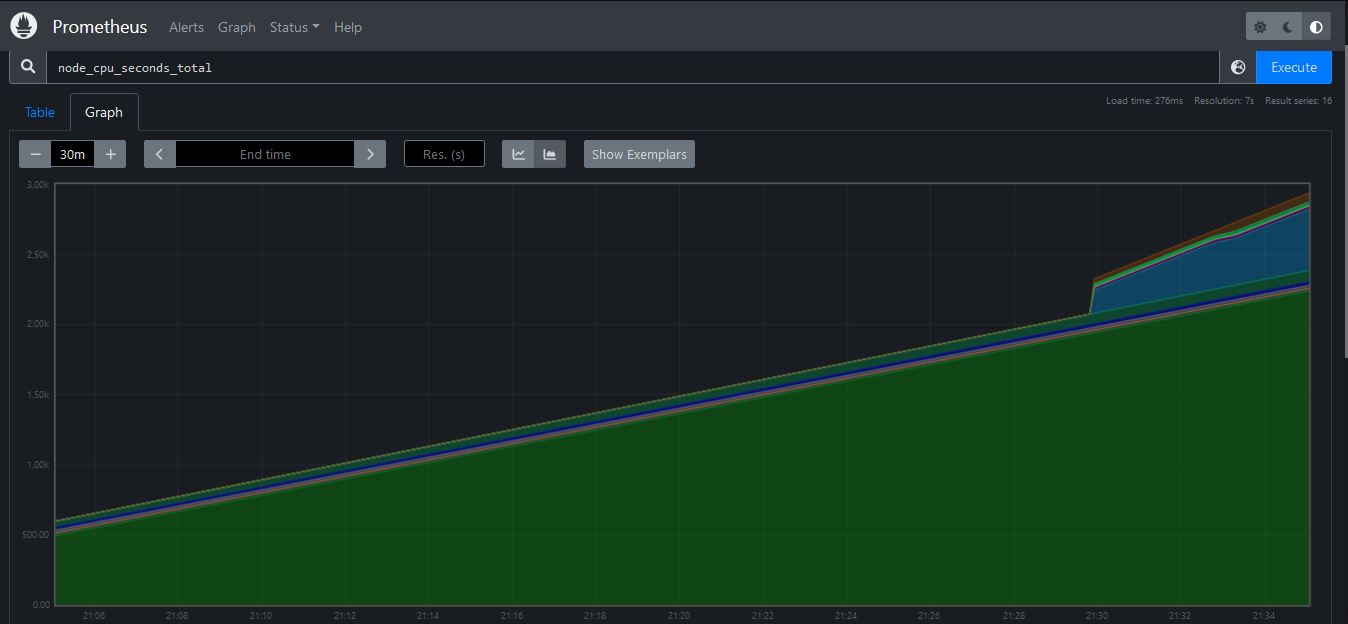 Prometheus Alerts Graph Status Help
node_cpu_seconds_total Execute
Table Graph
Load time: 276ms Resolution: 7s Result series: 16
− 30m + End time Res. (s) Show Exemplars
3.00k
2.50k
2.00k
1.50k
1.00k
500.00
0.00
21:06 21:08 21:10 21:12 21:14 21:16 21:18 21:20 21:22 21:24 21:26 21:28 21:30 21:32 21:34